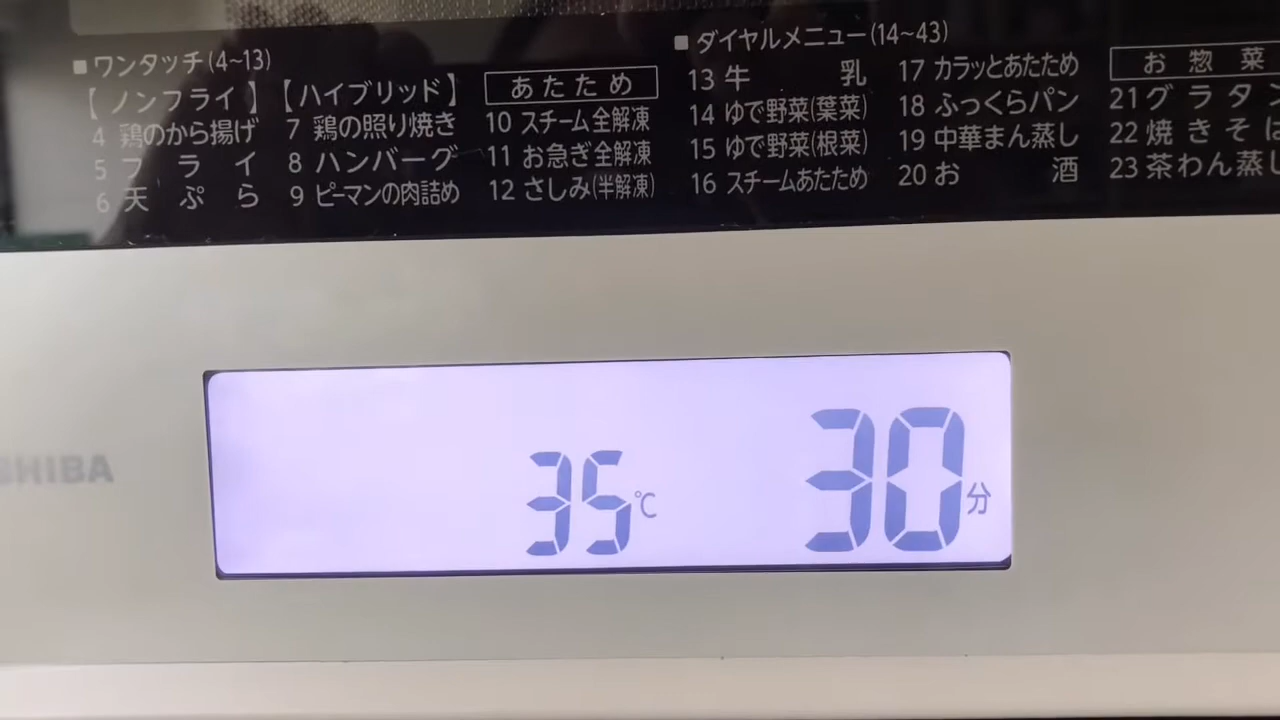 ■ワンタッチ(4~13)
【ノンフライ】
4 鶏のから揚げ
5 フライ
6 天ぷら
【ハイブリッド】
7 鶏の照り焼き
8 ハンバーグ
9 ピーマンの肉詰め
あたため
10 スチーム全解凍
11 お急ぎ全解凍
12 さしみ(半解凍)
■ダイヤルメニュー(14~43)
13 牛乳
14 ゆで野菜(葉菜)
15 ゆで野菜(根菜)
16 スチームあたため
17 カラッとあたため
18 ふっくらパン
19 中華まん蒸し
20 お酒
お惣菜
21 グラタン
22 焼きそば
23 茶わん蒸し
SHIBA
35℃
30分